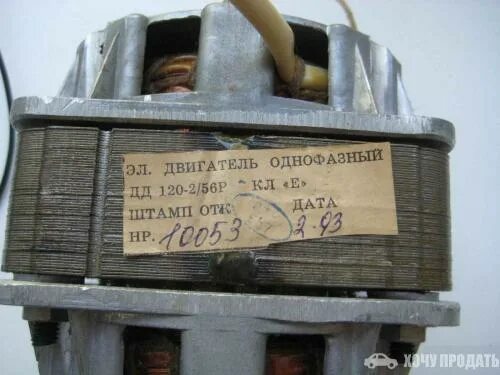 ЭЛ. ДВИГАТЕЛЬ ОДНОФАЗНЫЙ
ДД 120-2/56Р - КЛ «Е»
ШТАМП ОТК ДАТА
НР. 10053 2.93
ХОЧУ ПРОДАТЬ